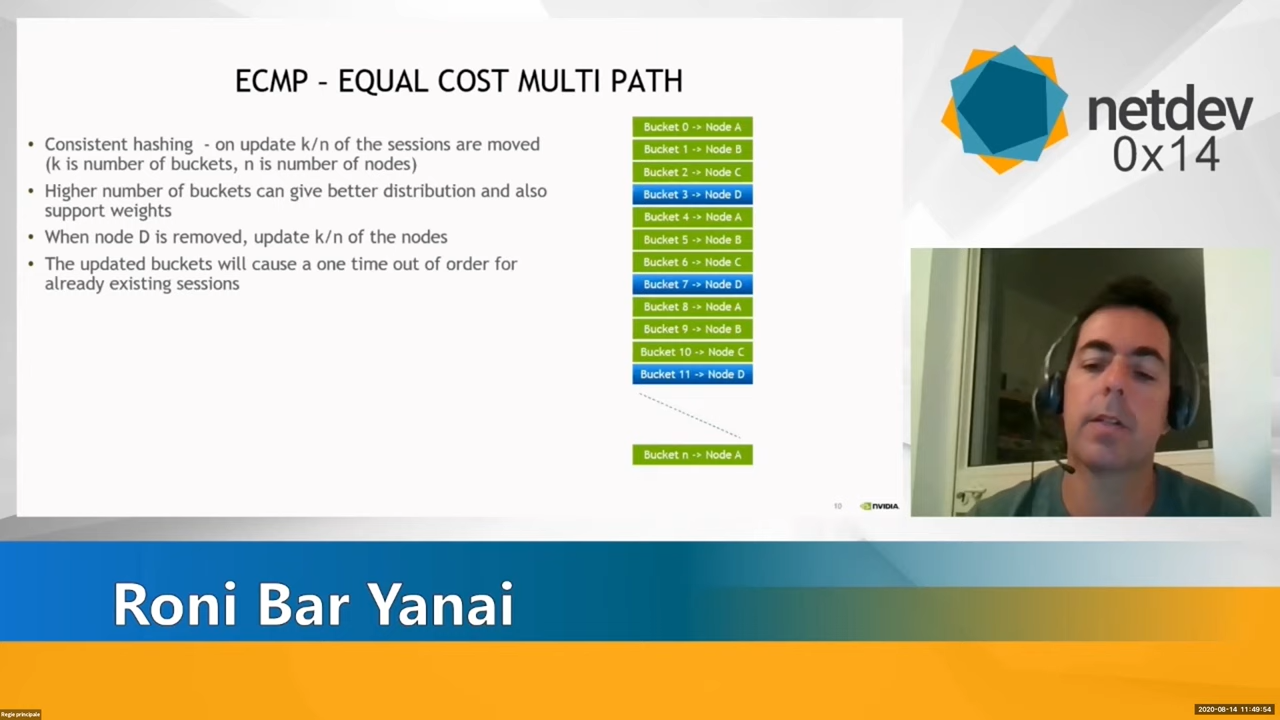 ECMP – EQUAL COST MULTI PATH
• Consistent hashing - on update k/n of the sessions are moved
(k is number of buckets, n is number of nodes)
• Higher number of buckets can give better distribution and also
support weights
• When node D is removed, update k/n of the nodes
• The updated buckets will cause a one time out of order for
already existing sessions
Bucket 0 -> Node A
Bucket 1 -> Node B
Bucket 2 -> Node C
Bucket 3 -> Node D
Bucket 4 -> Node A
Bucket 5 -> Node B
Bucket 6 -> Node C
Bucket 7 -> Node D
Bucket 8 -> Node A
Bucket 9 -> Node B
Bucket 10 -> Node C
Bucket 11 -> Node D
Bucket n -> Node A
10
NVIDIA
netdev
0x14
Roni Bar Yanai
Regie principale
2020-08-14 11:49:54